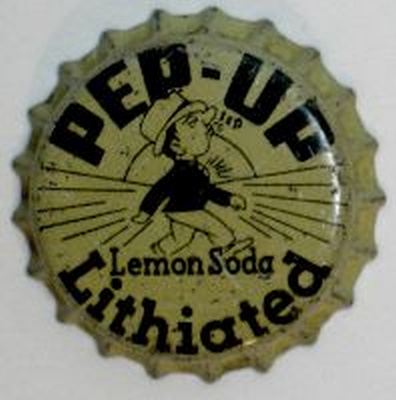 PEP-UP
Lemon Soda
Lithiated